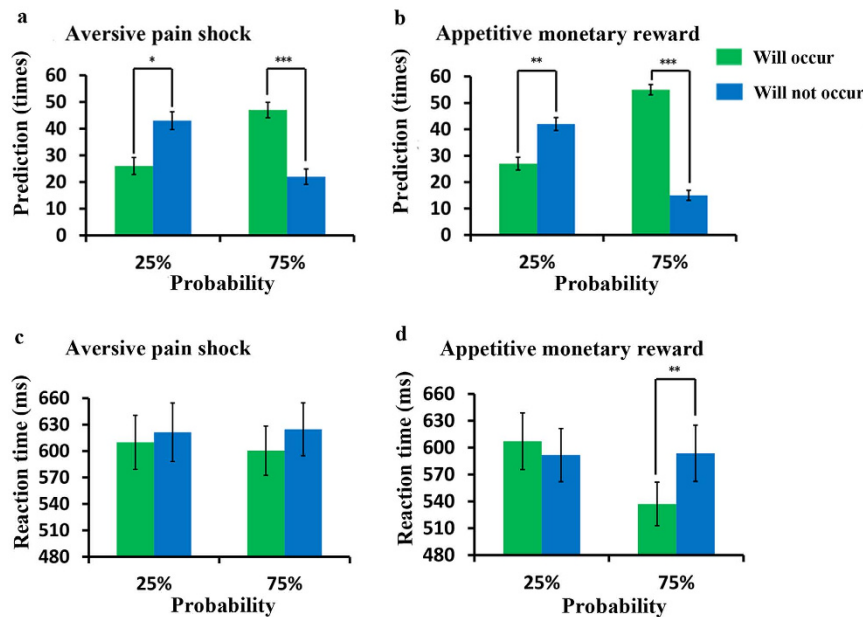 a
Aversive pain shock
Prediction (times)
60
50
40
30
20
10
0
*
***
25%
75%
Probability
b
Appetitive monetary reward
Prediction (times)
60
50
40
30
20
10
0
**
***
25%
75%
Probability
Will occur
Will not occur
c
Aversive pain shock
Reaction time (ms)
660
630
600
570
540
510
480
25%
75%
Probability
d
Appetitive monetary reward
Reaction time (ms)
660
630
600
570
540
510
480
**
25%
75%
Probability